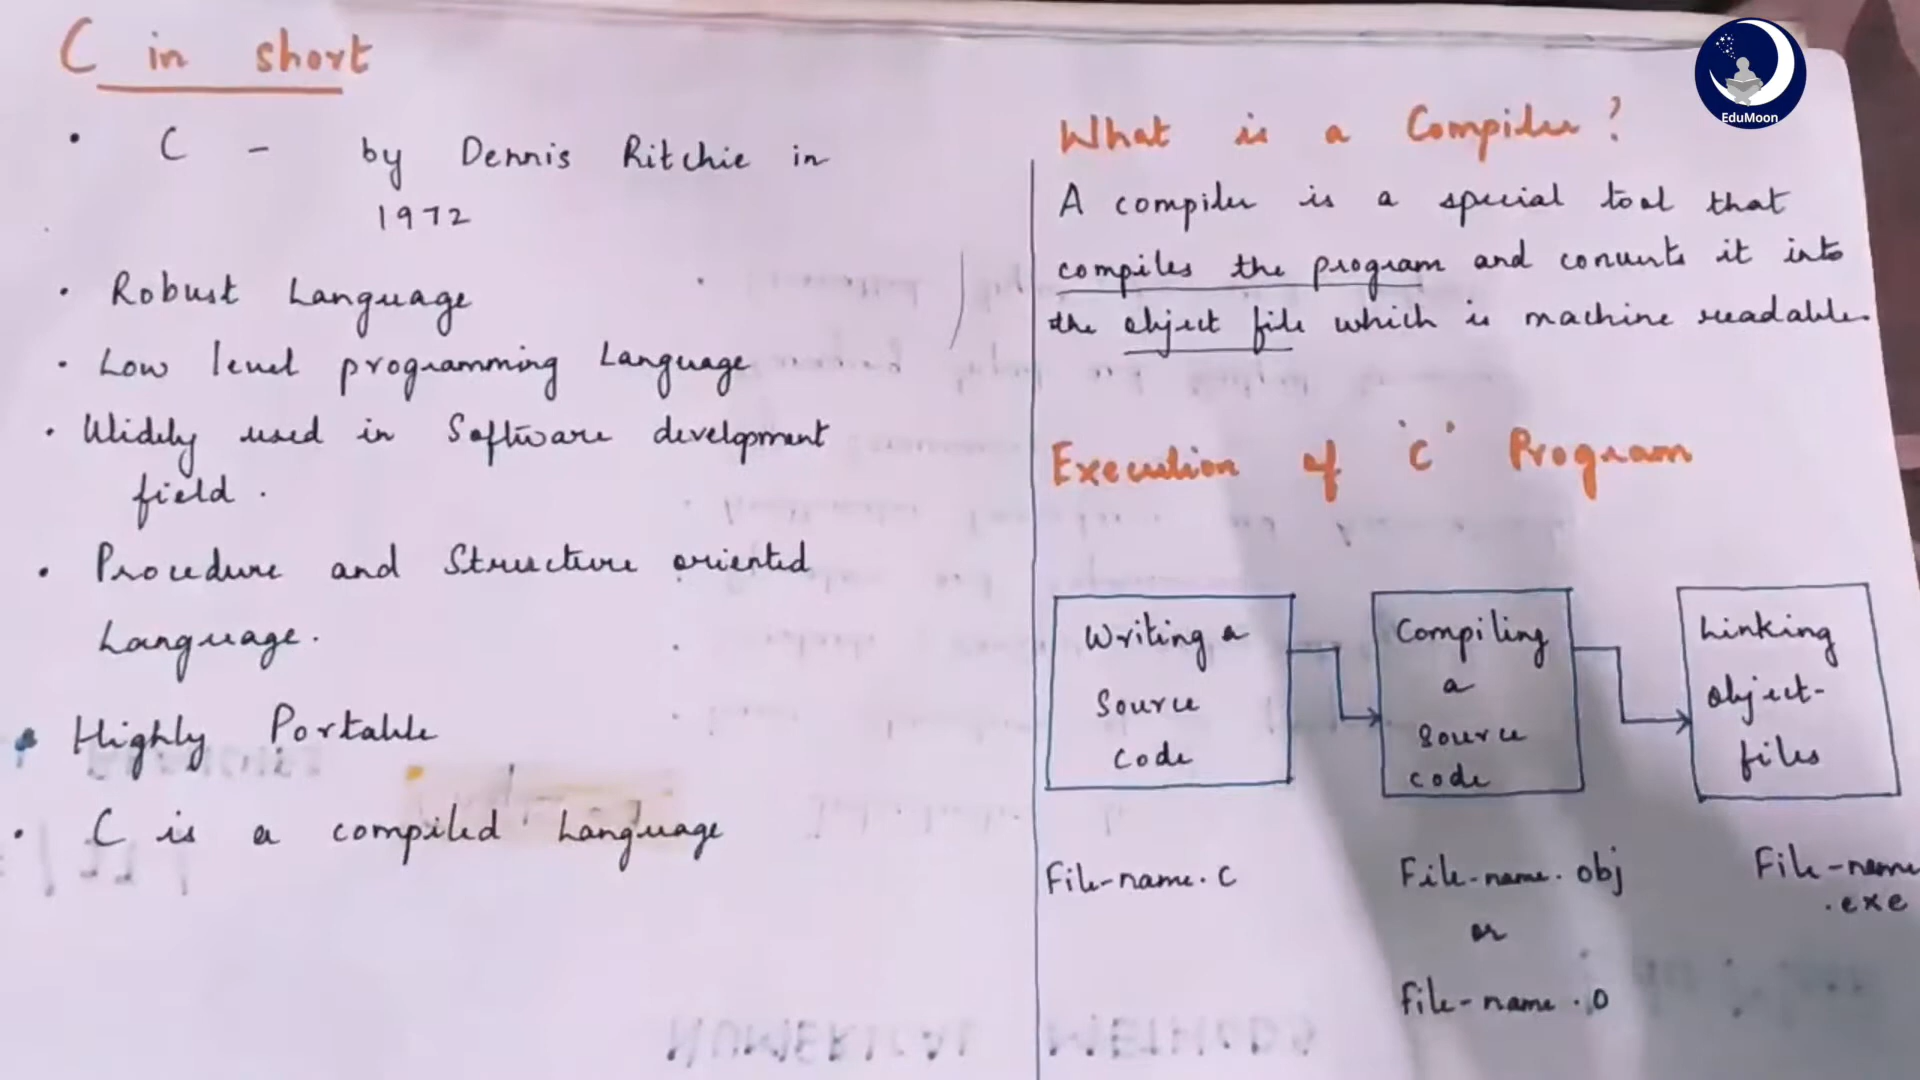 C in short
• C - by Dennis Ritchie in
1972
• Robust Language
• Low level programming Language
• Widely used in Software development
field.
• Procedure and Structure oriented
Language.
• Highly Portable
• C is a compiled Language
EduMoon
What is a Compiler?
A compiler is a special tool that
compiles the program and converts it into
the object file which is machine readable.
Execution of 'C' Program
Writing a
Source
Code
Compiling
a
source
code
Linking
object-
files
File-name.c
File-name.obj
or
file-name.o
File-name
.exe
NUMERICAL METHODS